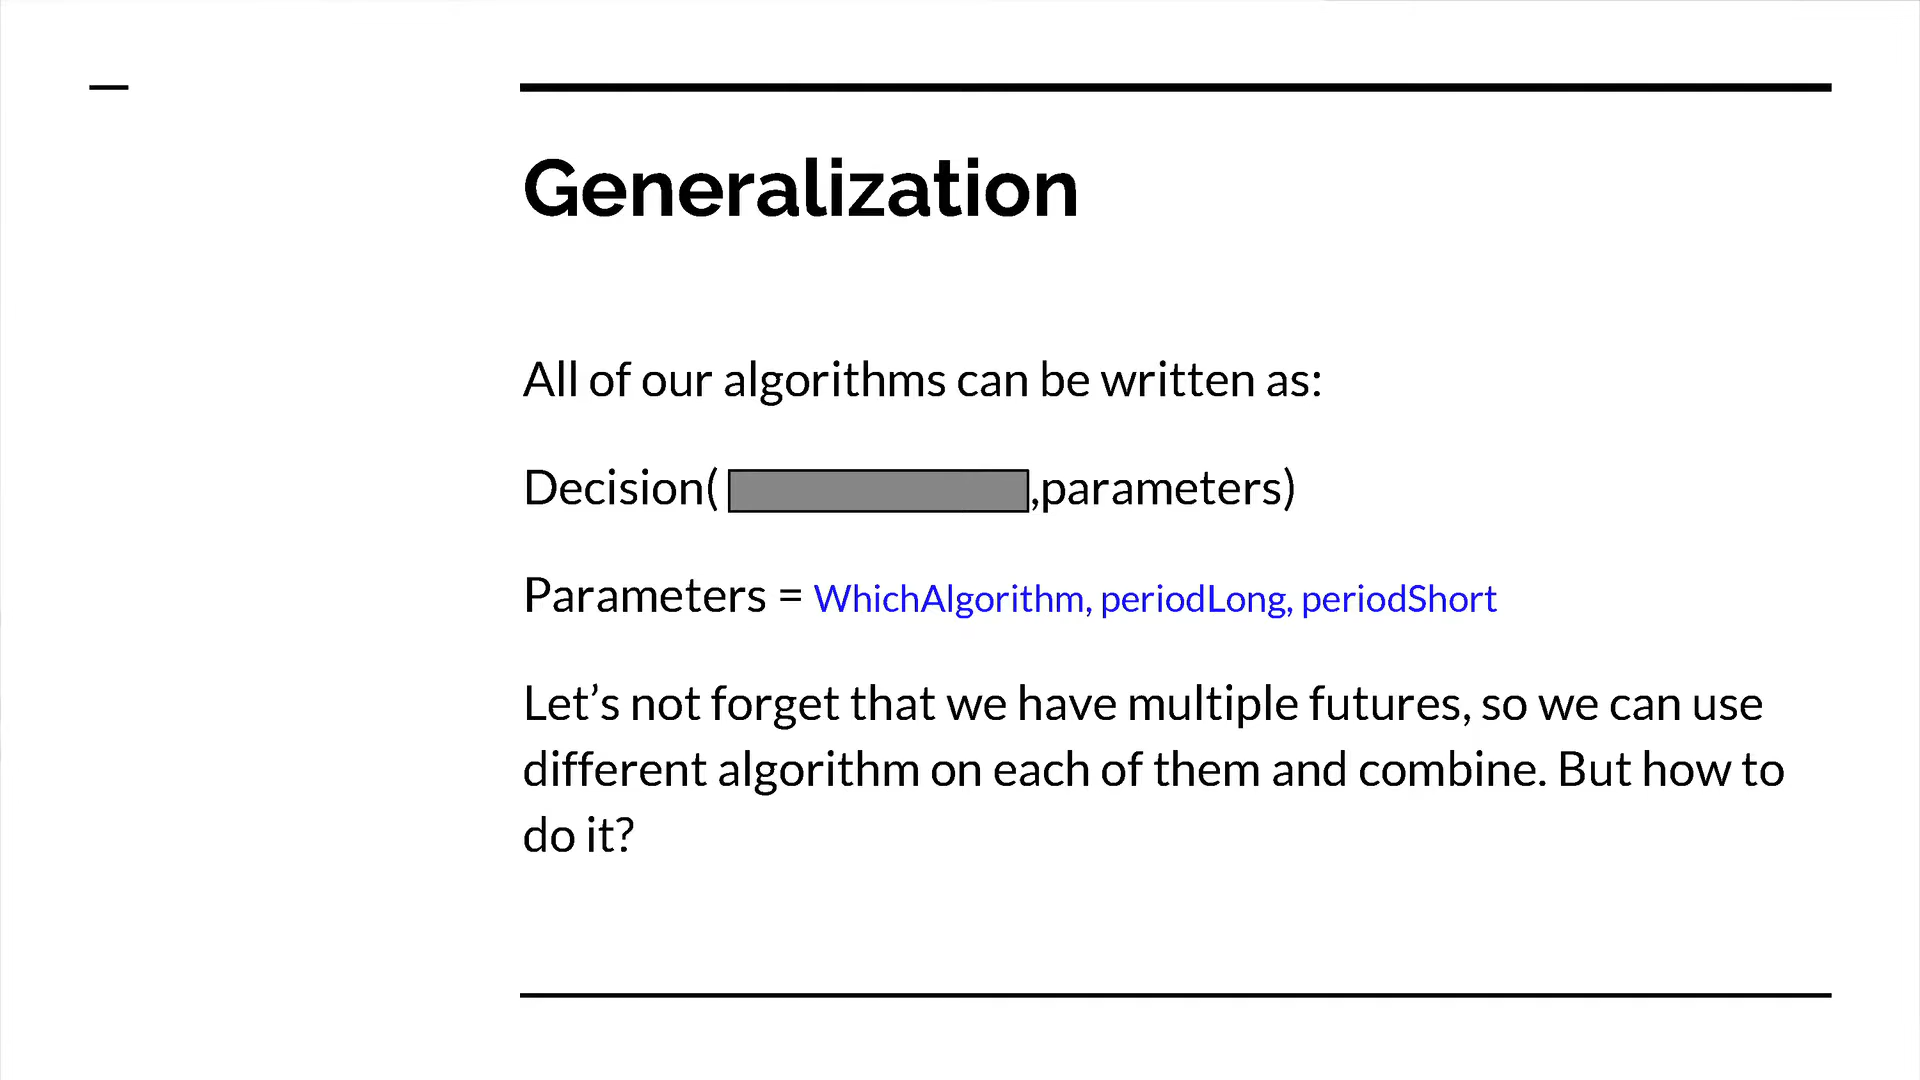 Generalization
All of our algorithms can be written as:
Decision( ,parameters)
Parameters = WhichAlgorithm, periodLong, periodShort
Let’s not forget that we have multiple futures, so we can use
different algorithm on each of them and combine. But how to
do it?